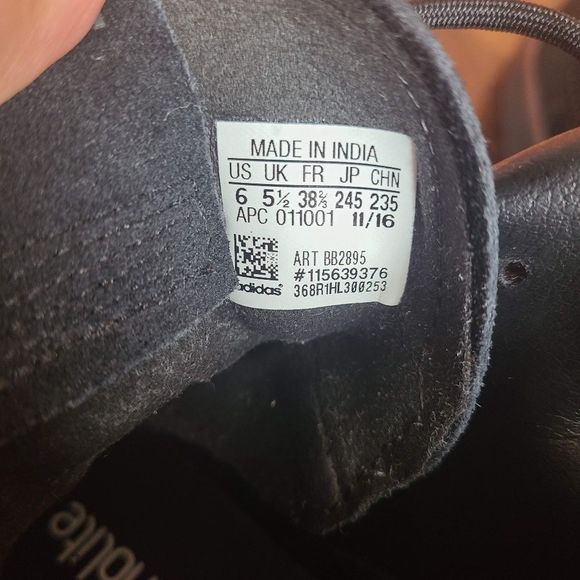 MADE IN INDIA
US UK FR JP CHN
6 5½ 38⅔ 245 235
APC 011001 11/16
ART BB2895
#115639376
adidas® 368R1HL300253